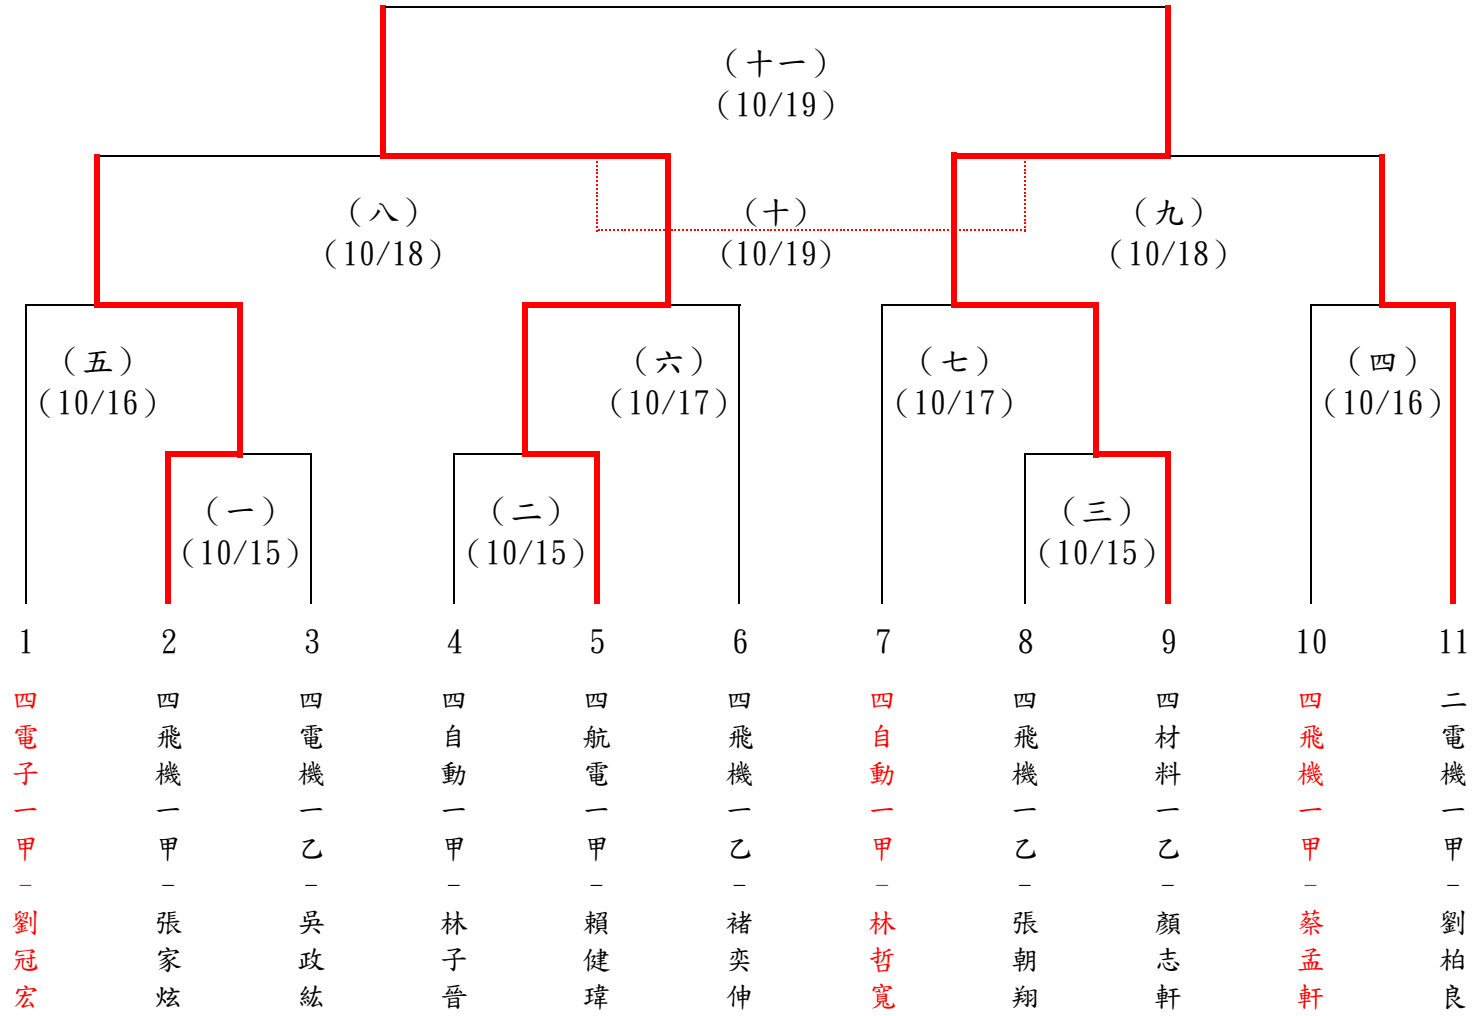 (十一)
(10/19)
(八)
(10/18)
(十)
(10/19)
(九)
(10/18)
(五)
(10/16)
(六)
(10/17)
(七)
(10/17)
(四)
(10/16)
(一)
(10/15)
(二)
(10/15)
(三)
(10/15)
1
2
3
4
5
6
7
8
9
10
11
四電子一甲-劉冠宏
四飛機一甲-張家炫
四電機一乙-吳政紘
四自動一甲-林子晉
四航電一甲-賴健瑋
四飛機一乙-褚奕伸
四自動一甲-林哲寬
四飛機一乙-張朝翔
四材料一乙-顏志軒
四飛機一甲-蔡孟軒
二電機一甲-劉柏良